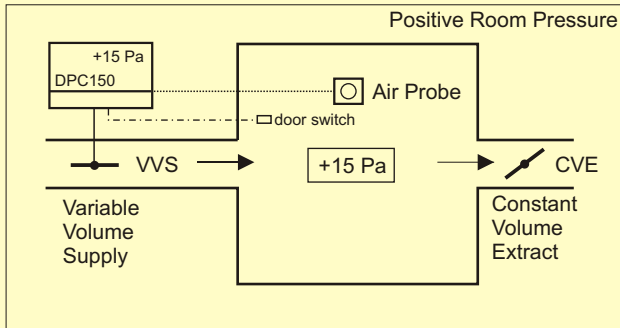 Positive Room Pressure
+15 Pa
DPC150
Air Probe
door switch
VVS
+15 Pa
CVE
Variable
Volume
Supply
Constant
Volume
Extract